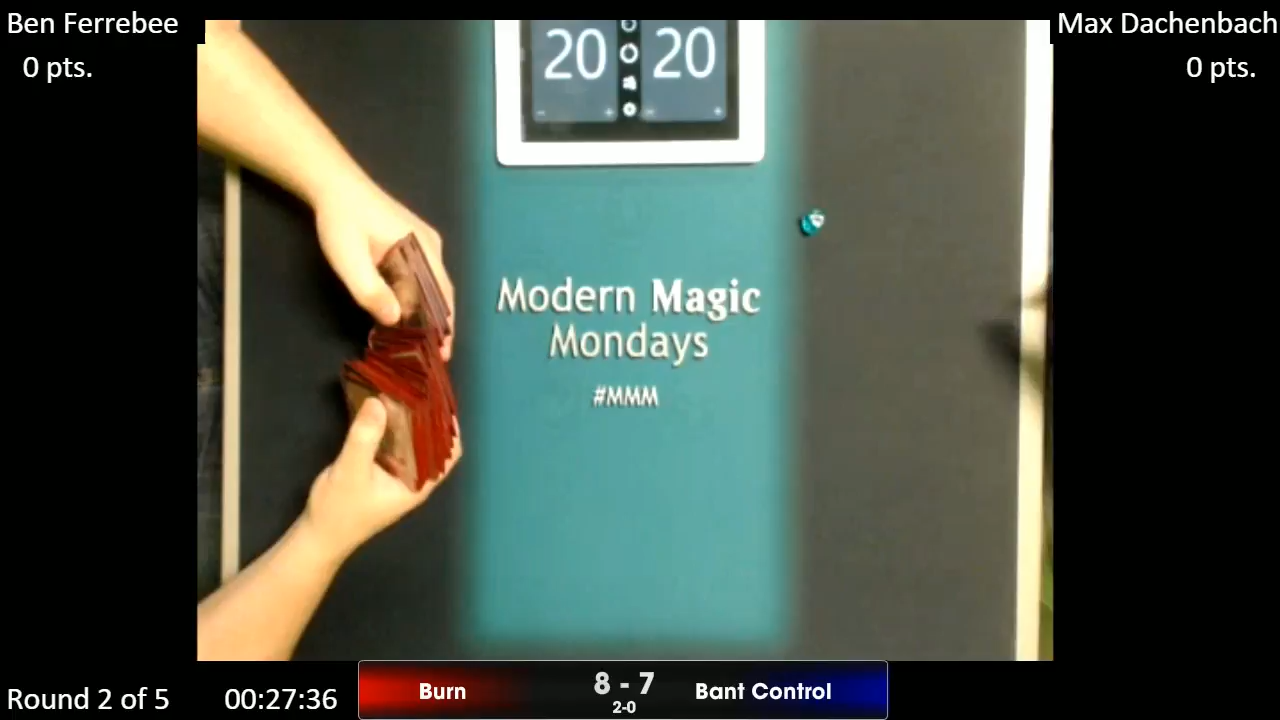 Ben Ferrebee
0 pts.
Max Dachenbach
0 pts.
20 20
- + - +
Modern Magic
Mondays
#MMM
Round 2 of 5
00:27:36
Burn
8 - 7
2-0
Bant Control